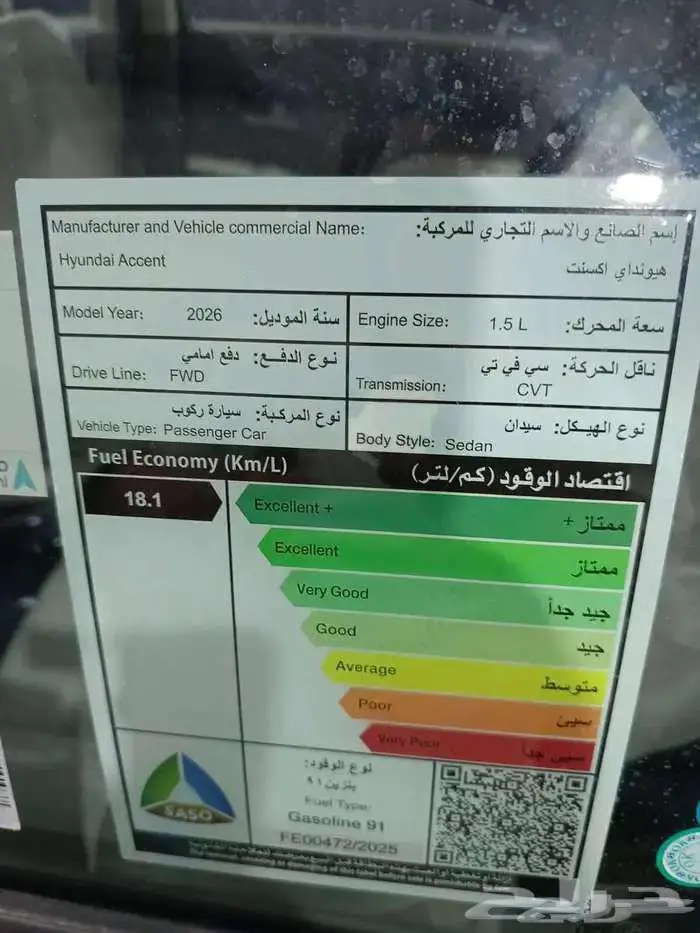 Manufacturer and Vehicle commercial Name: إسم الصانع والاسم التجاري للمركبة:
Hyundai Accent هيونداي اكسنت
Model Year: 2026 سنة الموديل:
Engine Size: 1.5 L سعة المحرك:
نوع الدفع: دفع امامي
Drive Line: FWD
ناقل الحركة: سي في تي
Transmission: CVT
نوع المركبة: سيارة ركوب
Vehicle Type: Passenger Car
نوع الهيكل: سيدان
Body Style: Sedan
Fuel Economy (Km/L) اقتصاد الوقود (كم/لتر)
18.1
Excellent + ممتاز +
Excellent ممتاز
Very Good جيد جداً
Good جيد
Average متوسط
Poor سيئ
Very Poor سيئ جداً
SASO
نوع الوقود:
بنزين ٩١
Fuel Type:
Gasoline 91
FE00472/2025
حراج